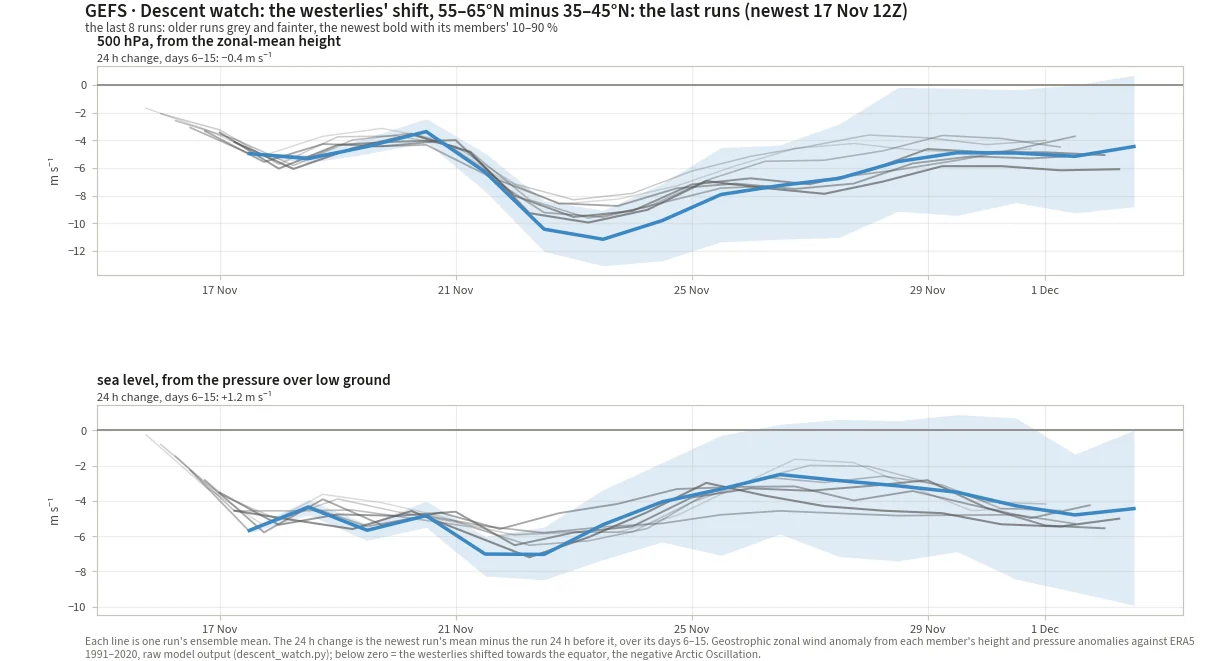 GEFS · Descent watch: the westerlies' shift, 55–65°N minus 35–45°N: the last runs (newest 17 Nov 12Z)
the last 8 runs: older runs grey and fainter, the newest bold with its members' 10–90 %
500 hPa, from the zonal-mean height
24 h change, days 6–15: −0.4 m s⁻¹
0
−2
−4
−6
−8
−10
−12
m s⁻¹
17 Nov
21 Nov
25 Nov
29 Nov
1 Dec
sea level, from the pressure over low ground
24 h change, days 6–15: +1.2 m s⁻¹
0
−2
−4
−6
−8
−10
m s⁻¹
17 Nov
21 Nov
25 Nov
29 Nov
1 Dec
Each line is one run's ensemble mean. The 24 h change is the newest run's mean minus the run 24 h before it, over its days 6–15. Geostrophic zonal wind anomaly from each member's height and pressure anomalies against ERA5
1991–2020, raw model output (descent_watch.py); below zero = the westerlies shifted towards the equator, the negative Arctic Oscillation.